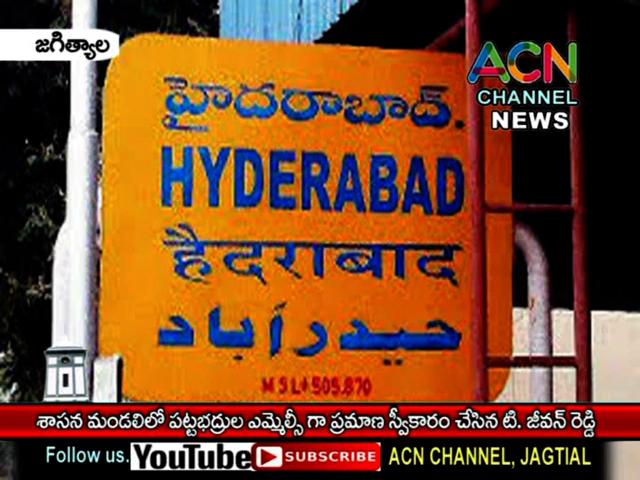 జగిత్యాల
ACN
CHANNEL
NEWS
హైదరాబాద్.
HYDERABAD
हैदराबाद
حیدرآباد
M S L+505.870
శాసన మండలిలో పట్టభద్రుల ఎమ్మెల్సీ గా ప్రమాణ స్వీకారం చేసిన టి. జీవన్ రెడ్డి
Follow us. YouTube SUBSCRIBE ACN CHANNEL, JAGTIAL